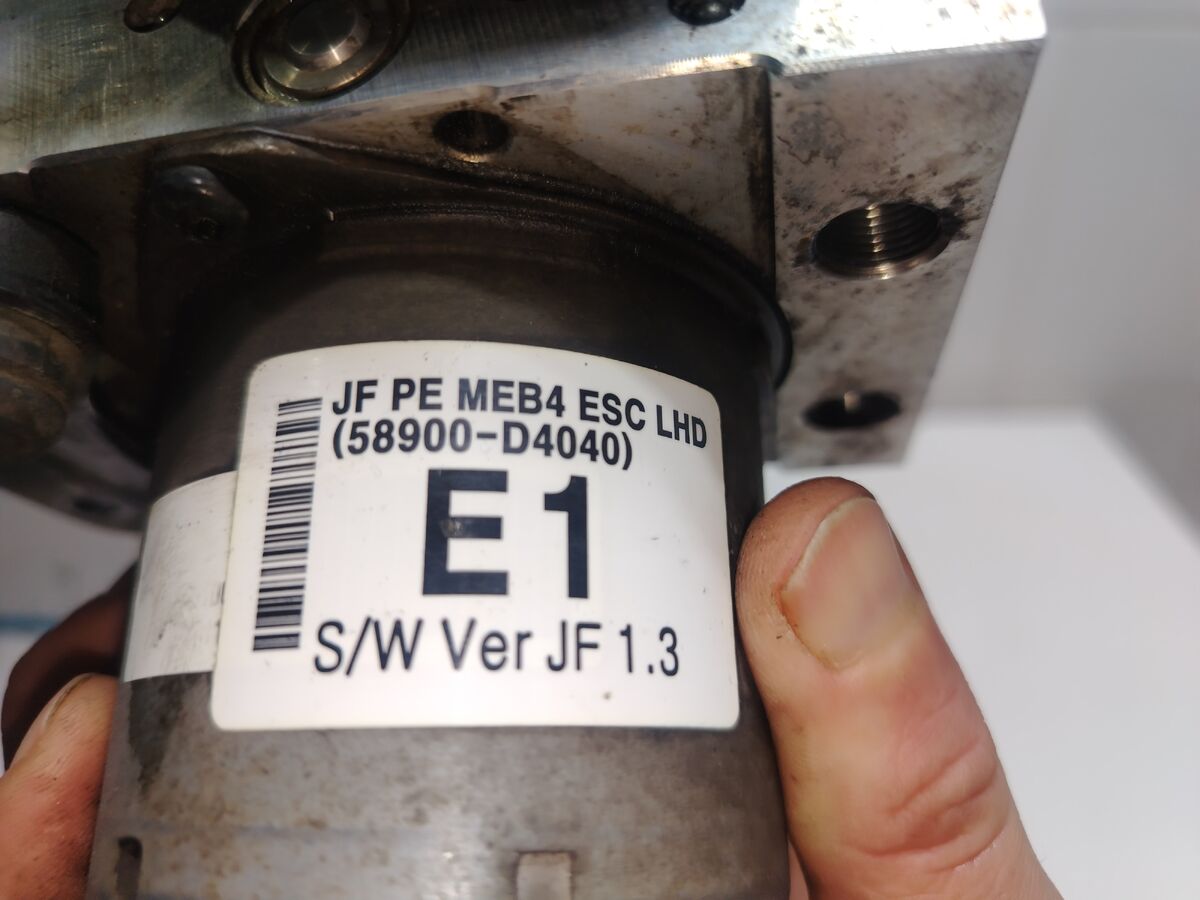 JF PE MEB4 ESC LHD
(58900-D4040)
E1
S/W Ver JF 1.3